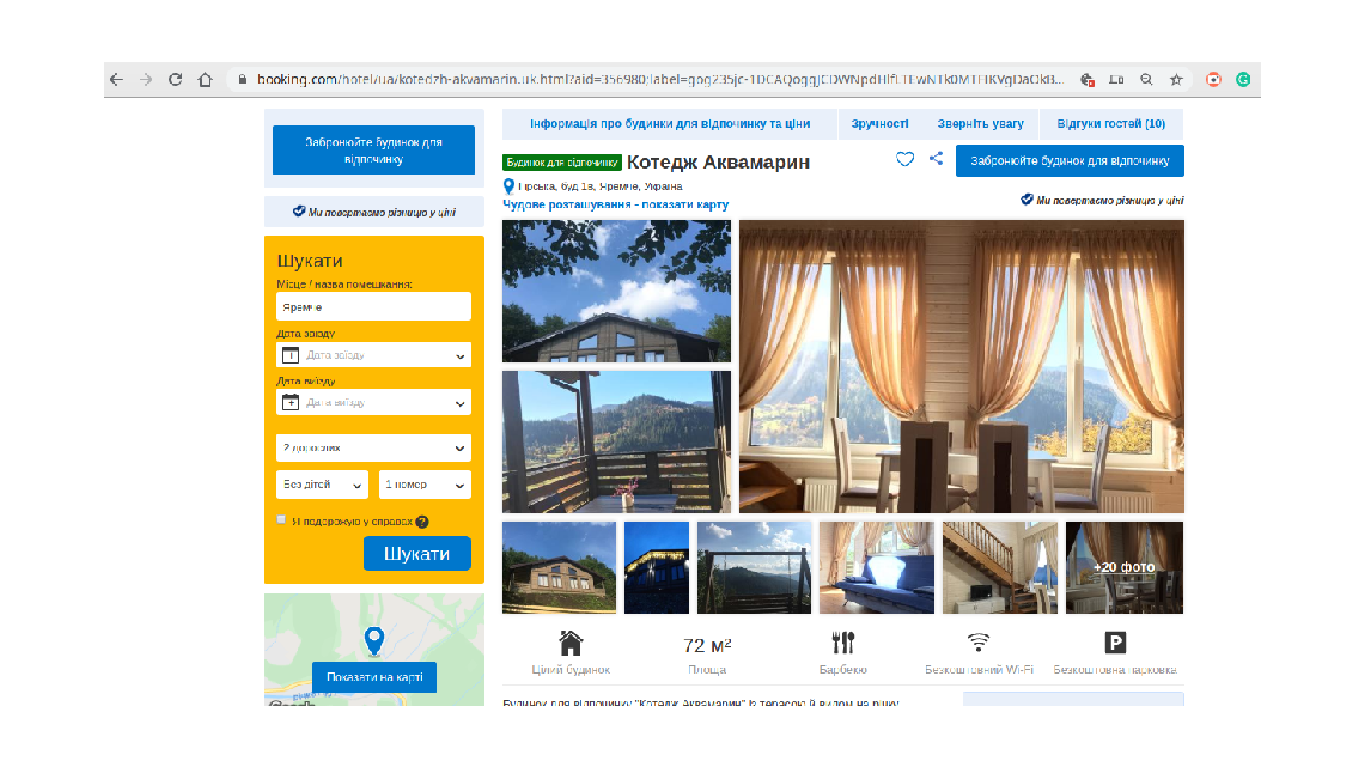 booking.com/hotel/ua/kotedzh-akvamarin.uk.html?aid=356980;label=
Забронюйте будинок для відпочинку
Ми повертаємо різницю у ціні
Шукати
Місце / назва помешкання:
Яремче
Дата заїзду
Дата заїзду
Дата виїзду
Дата виїзду
2 дорослих
Без дітей
1 номер
Я подорожую у справах
Шукати
Показати на карті
Інформація про будинки для відпочинку та ціни
Зручності
Зверніть увагу
Відгуки гостей (10)
Будинок для відпочинку Котедж Аквамарин
Забронюйте будинок для відпочинку
Гірська, буд 1в, Яремче, Україна
Чудове розташування - показати карту
Ми повертаємо різницю у ціні
+20 фото
72 м²
P
Цілий будинок
Площа
Барбекю
Безкоштовний Wi-Fi
Безкоштовна парковка
Будинок для відпочинку "Котедж Аквамарин" із терасою й видом на річку